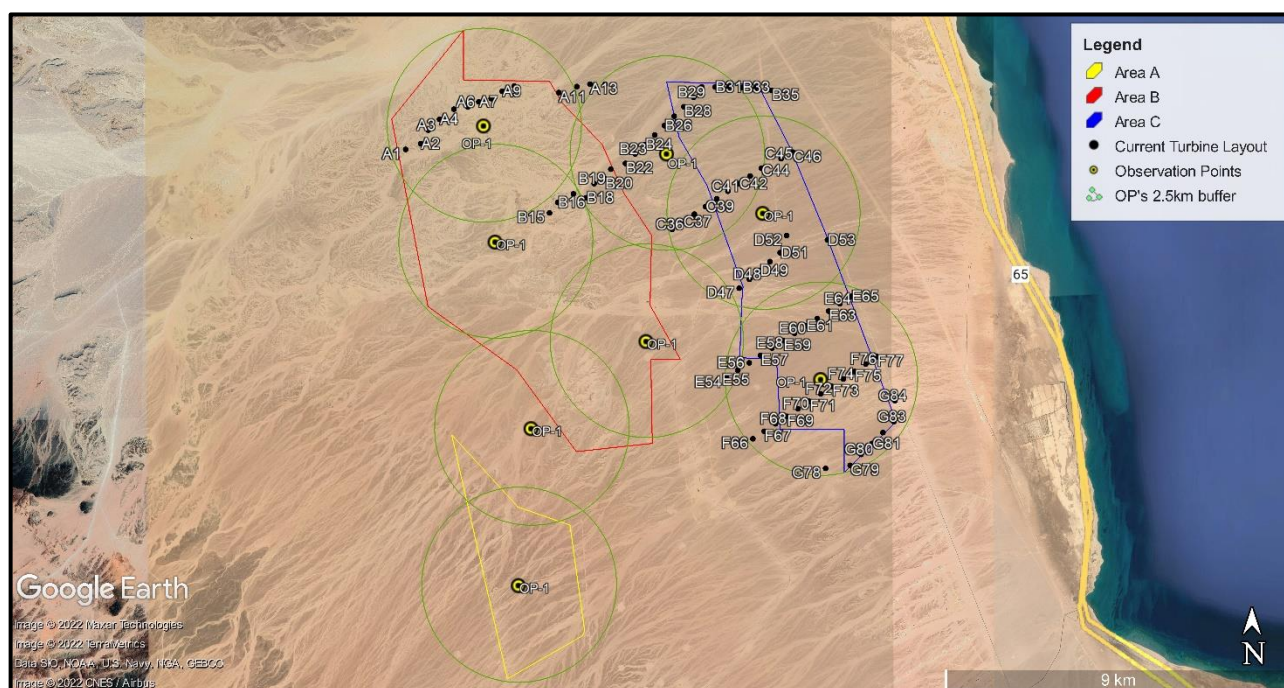 Legend
Area A
Area B
Area C
Current Turbine Layout
Observation Points
OP's 2.5km buffer
A1
A2
A3
A4
A6
A7
A9
A11
A13
OP-1
B15
B16
B18
B19
B20
B22
B23
B24
B26
B28
B29
B31
B33
B35
OP-1
OP-1
C36
C37
C39
C41
C42
C44
C45
C46
OP-1
D47
D48
D49
D51
D52
D53
OP-1
E54
E55
E56
E57
E58
E59
E60
E61
E63
E64
E65
OP-1
F66
F67
F68
F69
F70
F71
F72
F73
F74
F75
F76
F77
OP-1
G78
G79
G80
G81
G83
G84
OP-1
65
Google Earth
Image © 2022 Maxar Technologies
Image © 2022 TerraMetrics
Data SIO, NOAA, U.S. Navy, NGA, GEBCO
Image © 2022 CNES / Airbus
N
9 km